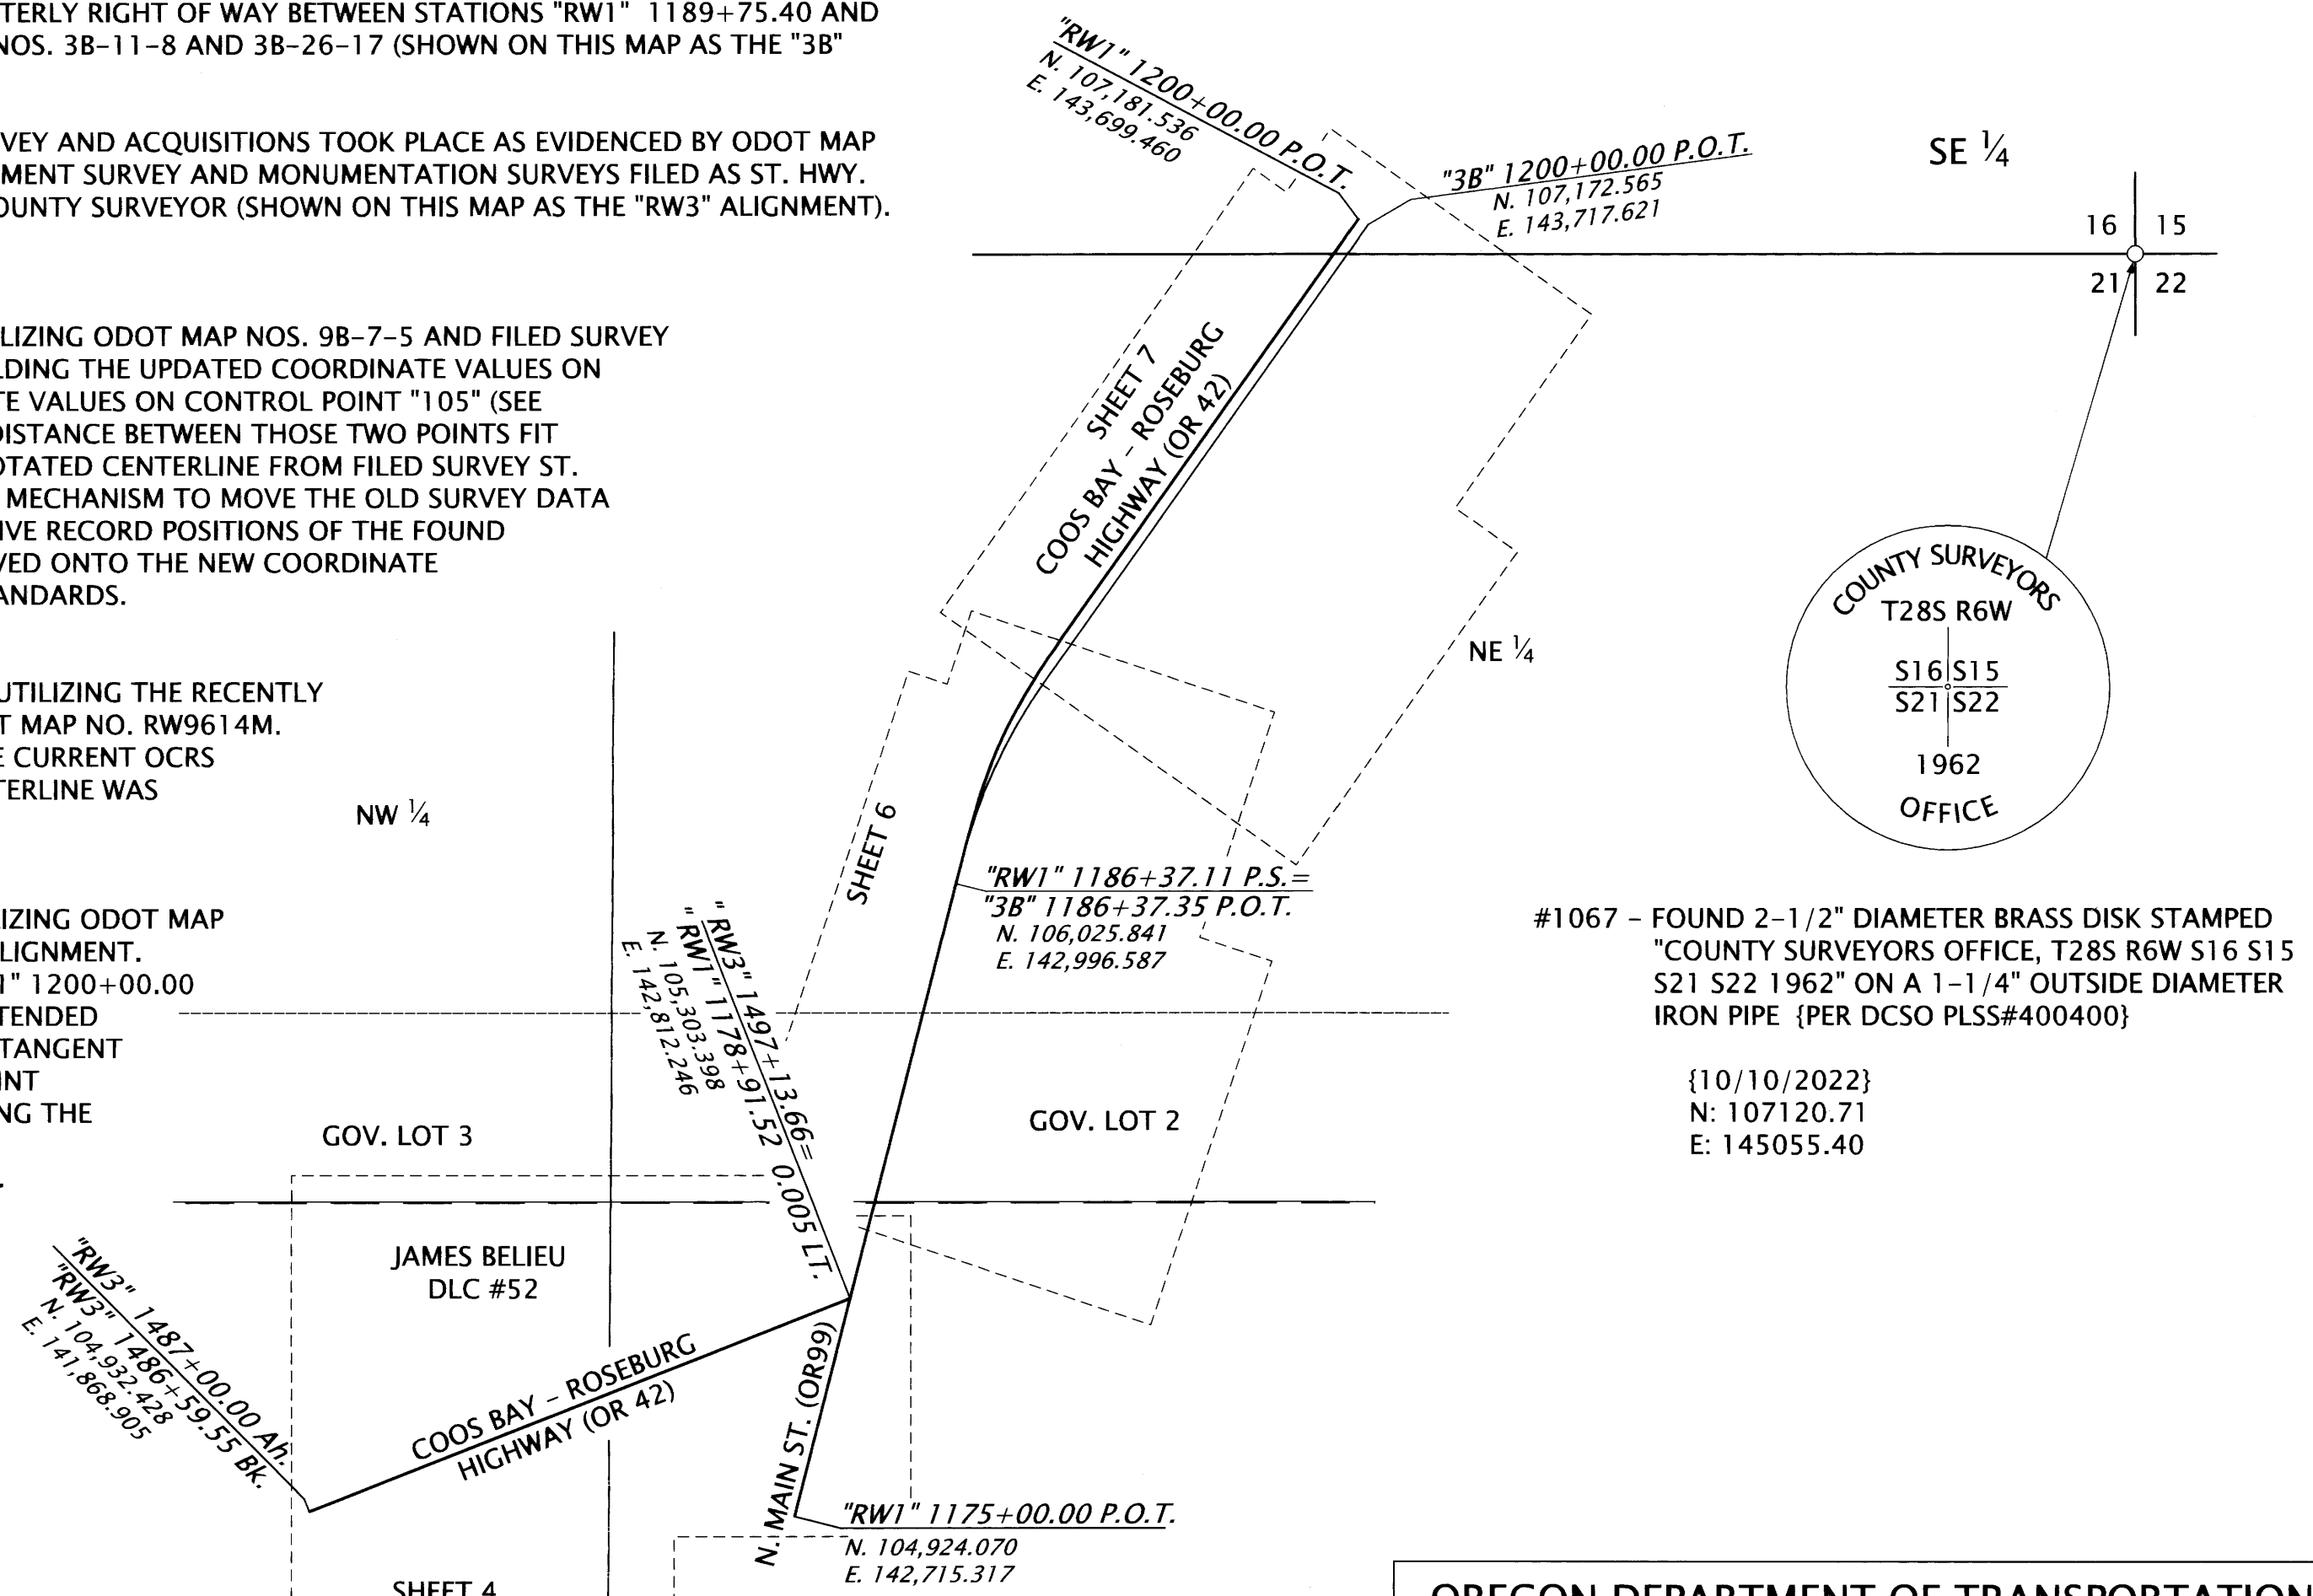 TERLY RIGHT OF WAY BETWEEN STATIONS "RW1" 1189+75.40 AND
NOS. 3B-11-8 AND 3B-26-17 (SHOWN ON THIS MAP AS THE "3B"
VEY AND ACQUISITIONS TOOK PLACE AS EVIDENCED BY ODOT MAP
MENT SURVEY AND MONUMENTATION SURVEYS FILED AS ST. HWY.
OUNTY SURVEYOR (SHOWN ON THIS MAP AS THE "RW3" ALIGNMENT).
LIZING ODOT MAP NOS. 9B-7-5 AND FILED SURVEY
LDING THE UPDATED COORDINATE VALUES ON
TE VALUES ON CONTROL POINT "105" (SEE
DISTANCE BETWEEN THOSE TWO POINTS FIT
OTATED CENTERLINE FROM FILED SURVEY ST.
MECHANISM TO MOVE THE OLD SURVEY DATA
IVE RECORD POSITIONS OF THE FOUND
VED ONTO THE NEW COORDINATE
ANDARDS.
UTILIZING THE RECENTLY
T MAP NO. RW9614M.
E CURRENT OCRS
TERLINE WAS
IZING ODOT MAP
LIGNMENT.
1" 1200+00.00
TENDED
TANGENT
INT
NG THE
"RW1" 1200+00.00 P.O.T.
N. 107,181.536
E. 143,699.460
"3B" 1200+00.00 P.O.T.
N. 107,172.565
E. 143,717.621
SE ¼
16 15
21 22
SHEET 7
COOS BAY - ROSEBURG
HIGHWAY (OR 42)
NE ¼
COUNTY SURVEYORS
T28S R6W
S16 S15
S21 S22
1962
OFFICE
NW ¼
SHEET 6
"RW1" 1186+37.11 P.S.=
"3B" 1186+37.35 P.O.T.
N. 106,025.841
E. 142,996.587
"RW3" 1497+13.66=
"RW1" 1178+91.52 0.005 LT.
N. 105,303.398
E. 142,812.246
#1067 - FOUND 2-1/2" DIAMETER BRASS DISK STAMPED
"COUNTY SURVEYORS OFFICE, T28S R6W S16 S15
S21 S22 1962" ON A 1-1/4" OUTSIDE DIAMETER
IRON PIPE {PER DCSO PLSS#400400}
{10/10/2022}
N: 107120.71
E: 145055.40
GOV. LOT 3
GOV. LOT 2
JAMES BELIEU
DLC #52
"RW3" 1487+00.00 Ah.
"RW3" 1486+59.55 Bk.
N. 104,932.428
E. 141,868.905
COOS BAY - ROSEBURG
HIGHWAY (OR 42)
N. MAIN ST. (OR99)
"RW1" 1175+00.00 P.O.T.
N. 104,924.070
E. 142,715.317
SHEET 4
OREGON DEPARTMENT OF TRANSPORTATION